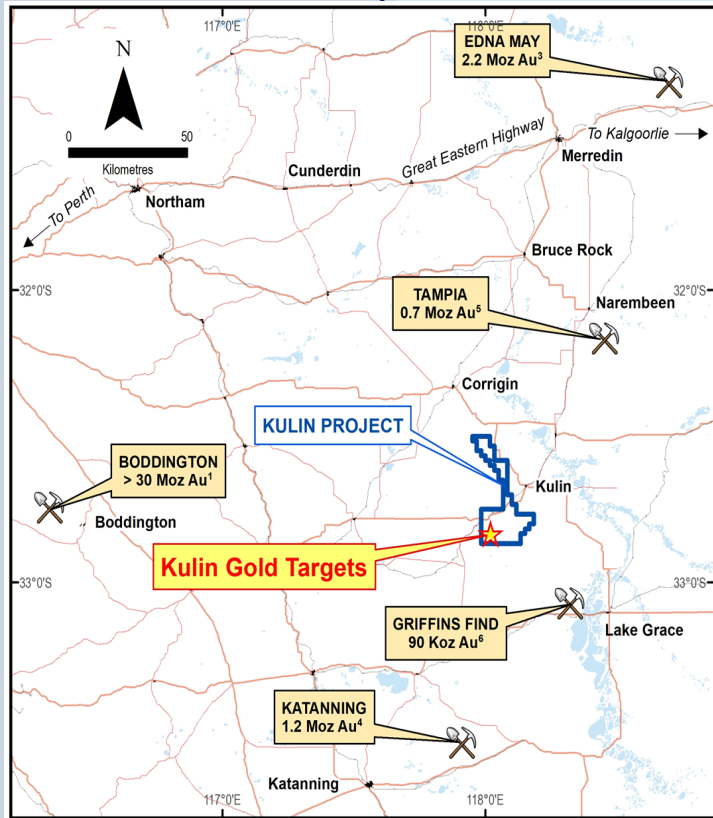 117°0'E
118°0'E
N
EDNA MAY
2.2 Moz Au³
0
50
Kilometres
Great Eastern Highway
To Kalgoorlie
Merredin
Cunderdin
To Perth
Northam
Bruce Rock
32°0'S
32°0'S
TAMPIA
0.7 Moz Au⁵
Narembeen
Corrigin
KULIN PROJECT
BODDINGTON
> 30 Moz Au¹
Kulin
Boddington
Kulin Gold Targets
33°0'S
33°0'S
GRIFFINS FIND
90 Koz Au⁶
Lake Grace
KATANNING
1.2 Moz Au⁴
Katanning
117°0'E
118°0'E